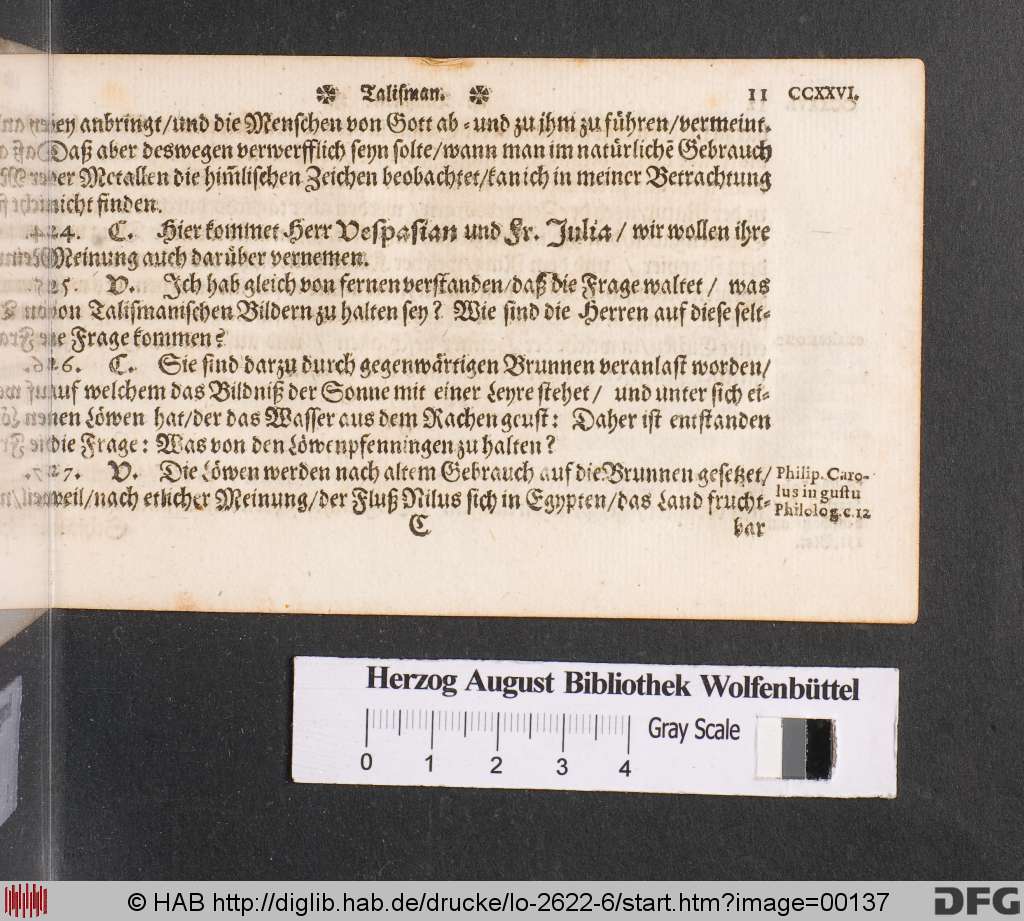 ✼ Talisman. ✼ 11 CCXXVI.
ey anbringt/und die Menschen von Gott ab- und zu ihm zu führen/vermeint.
Daß aber deswegen verwerfflich seyn solte/wann man im natürlichē Gebrauch
der Metallen die him̄lischen Zeichen beobachtet/kan ich in meiner Betrachtung
nicht finden.
24. C. Hier kommet Herr Vespasian und Fr. Julia/ wir wollen ihre
Meinung auch darüber vernemen.
25. V. Ich hab gleich von fernen verstanden/daß die Frage waltet/ was
von Talismanischen Bildern zu halten sey? Wie sind die Herren auf diese selt-
ne Frage kommen?
26. C. Sie sind darzu durch gegenwärtigen Brunnen veranlast worden/
auf welchem das Bildniß der Sonne mit einer Leyre stehet/ und unter sich ei-
nen Löwen hat/der das Wasser aus dem Rachen geust: Daher ist entstanden
die Frage: Was von den Löwenpfenningen zu halten?
27. V. Die Löwen werden nach altem Gebrauch auf die Brunnen gesetzet/
weil/nach etlicher Meinung/der Fluß Nilus sich in Egypten/das Land frucht-
Philip. Caro-
lus in gustu
Philolog. c. 12
C bar
Herzog August Bibliothek Wolfenbüttel
Gray Scale
0 1 2 3 4
© HAB http://diglib.hab.de/drucke/lo-2622-6/start.htm?image=00137
DFG